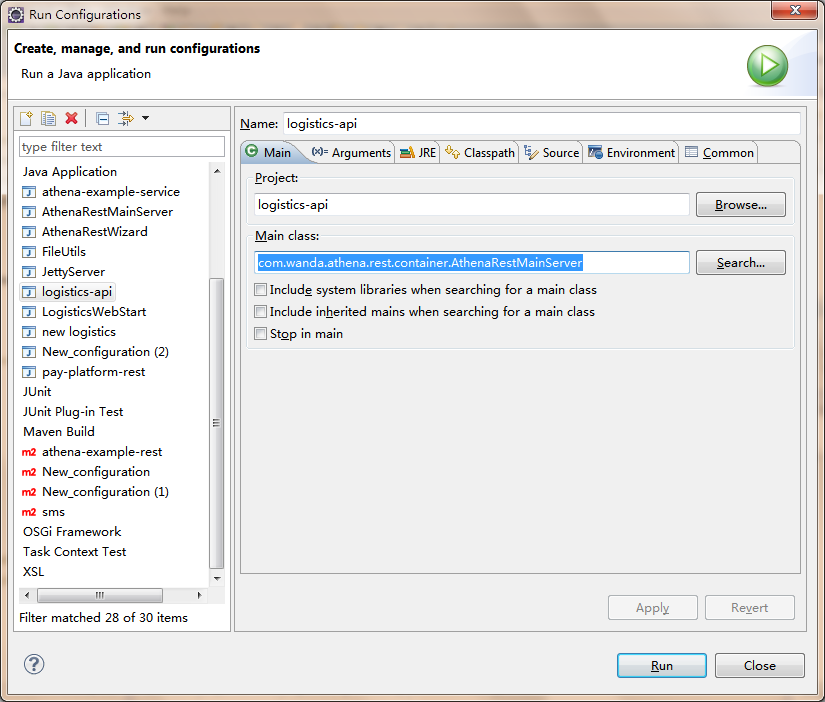 Run Configurations
Create, manage, and run configurations
Run a Java application
type filter text
Java Application
athena-example-service
AthenaRestMainServer
AthenaRestWizard
FileUtils
JettyServer
logistics-api
LogisticsWebStart
new logistics
New_configuration (2)
pay-platform-rest
JUnit
JUnit Plug-in Test
Maven Build
m2 athena-example-rest
m2 New_configuration
m2 New_configuration (1)
m2 sms
OSGi Framework
Task Context Test
XSL
Filter matched 28 of 30 items
Name: logistics-api
Main (x)= Arguments JRE Classpath Source Environment Common
Project:
logistics-api Browse...
Main class:
com.wanda.athena.rest.container.AthenaRestMainServer Search...
Include system libraries when searching for a main class
Include inherited mains when searching for a main class
Stop in main
Apply Revert
Run Close